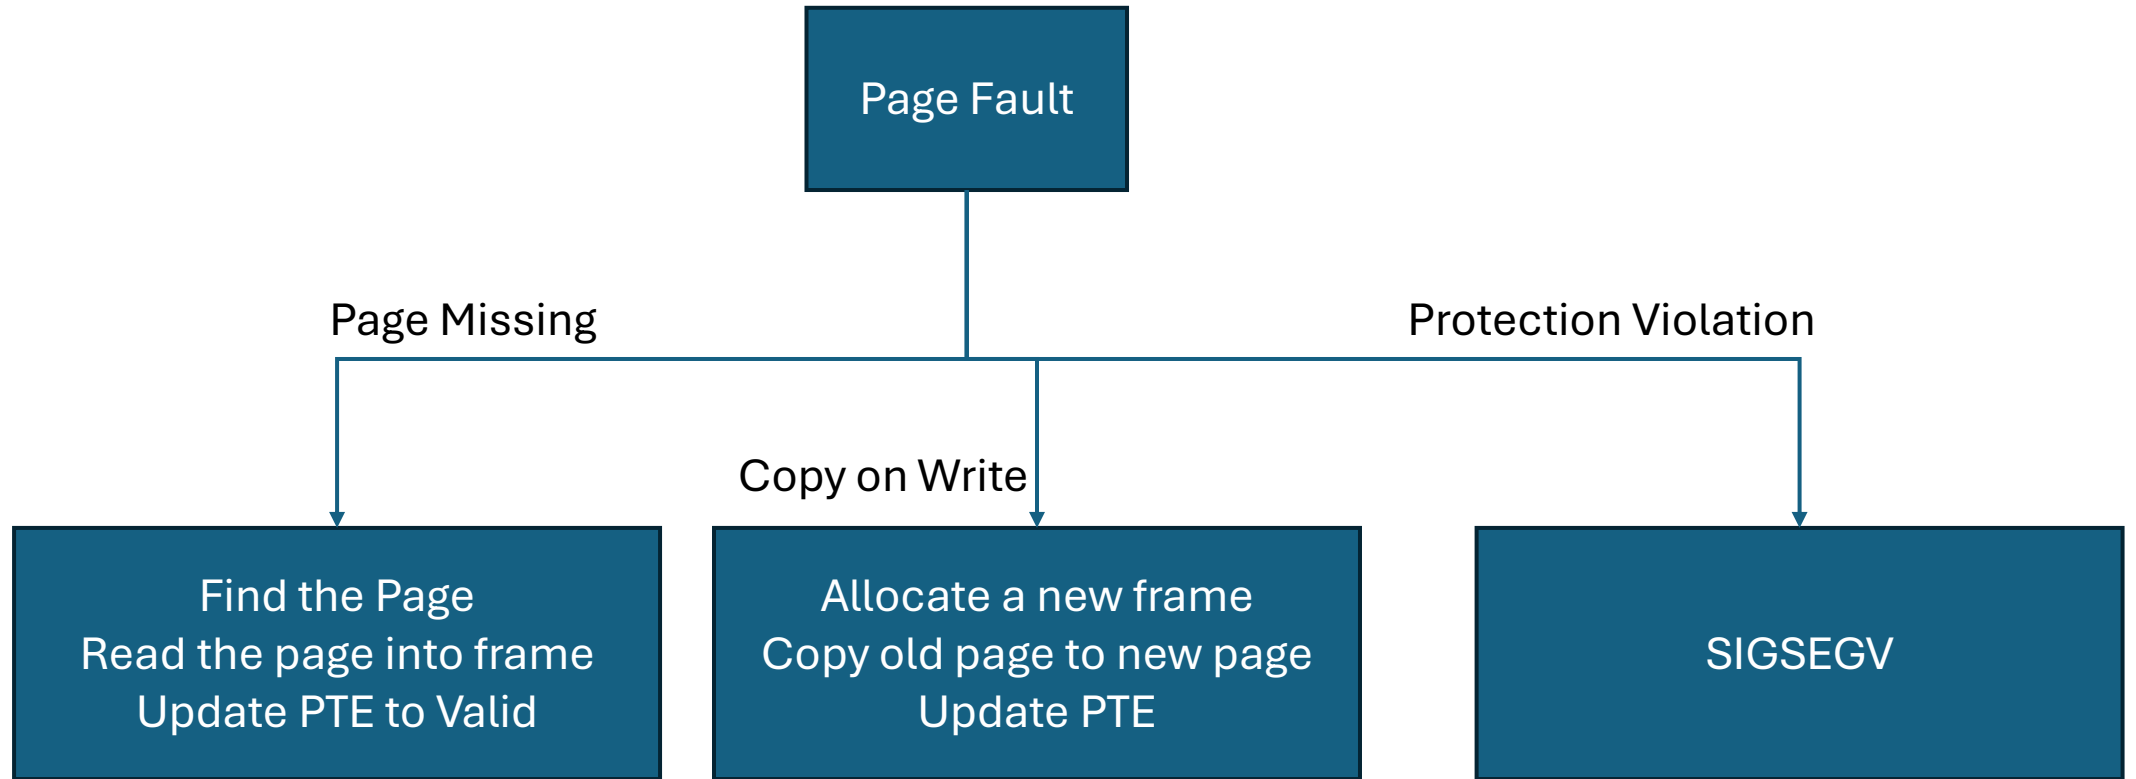 Page Fault
Page Missing
Protection Violation
Copy on Write
Find the Page
Read the page into frame
Update PTE to Valid
Allocate a new frame
Copy old page to new page
Update PTE
SIGSEGV